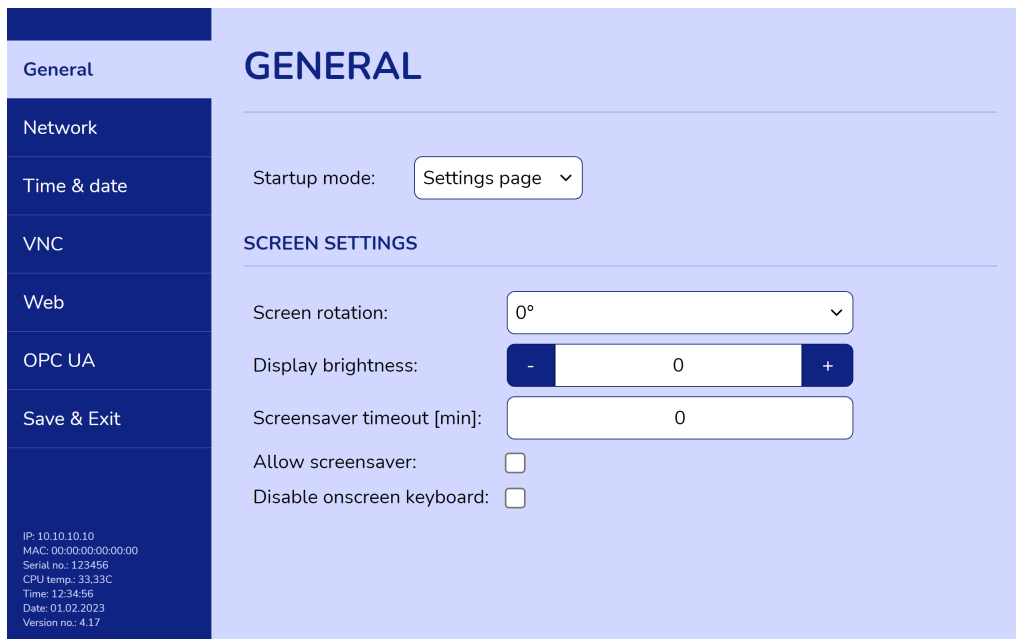 General
Network
Time & date
VNC
Web
OPC UA
Save & Exit
IP: 10.10.10.10
MAC: 00:00:00:00:00:00
Serial no.: 123456
CPU temp.: 33,33C
Time: 12:34:56
Date: 01.02.2023
Version no.: 4.17
GENERAL
Startup mode: Settings page
SCREEN SETTINGS
Screen rotation: 0°
Display brightness: - 0 +
Screensaver timeout [min]: 0
Allow screensaver:
Disable onscreen keyboard: